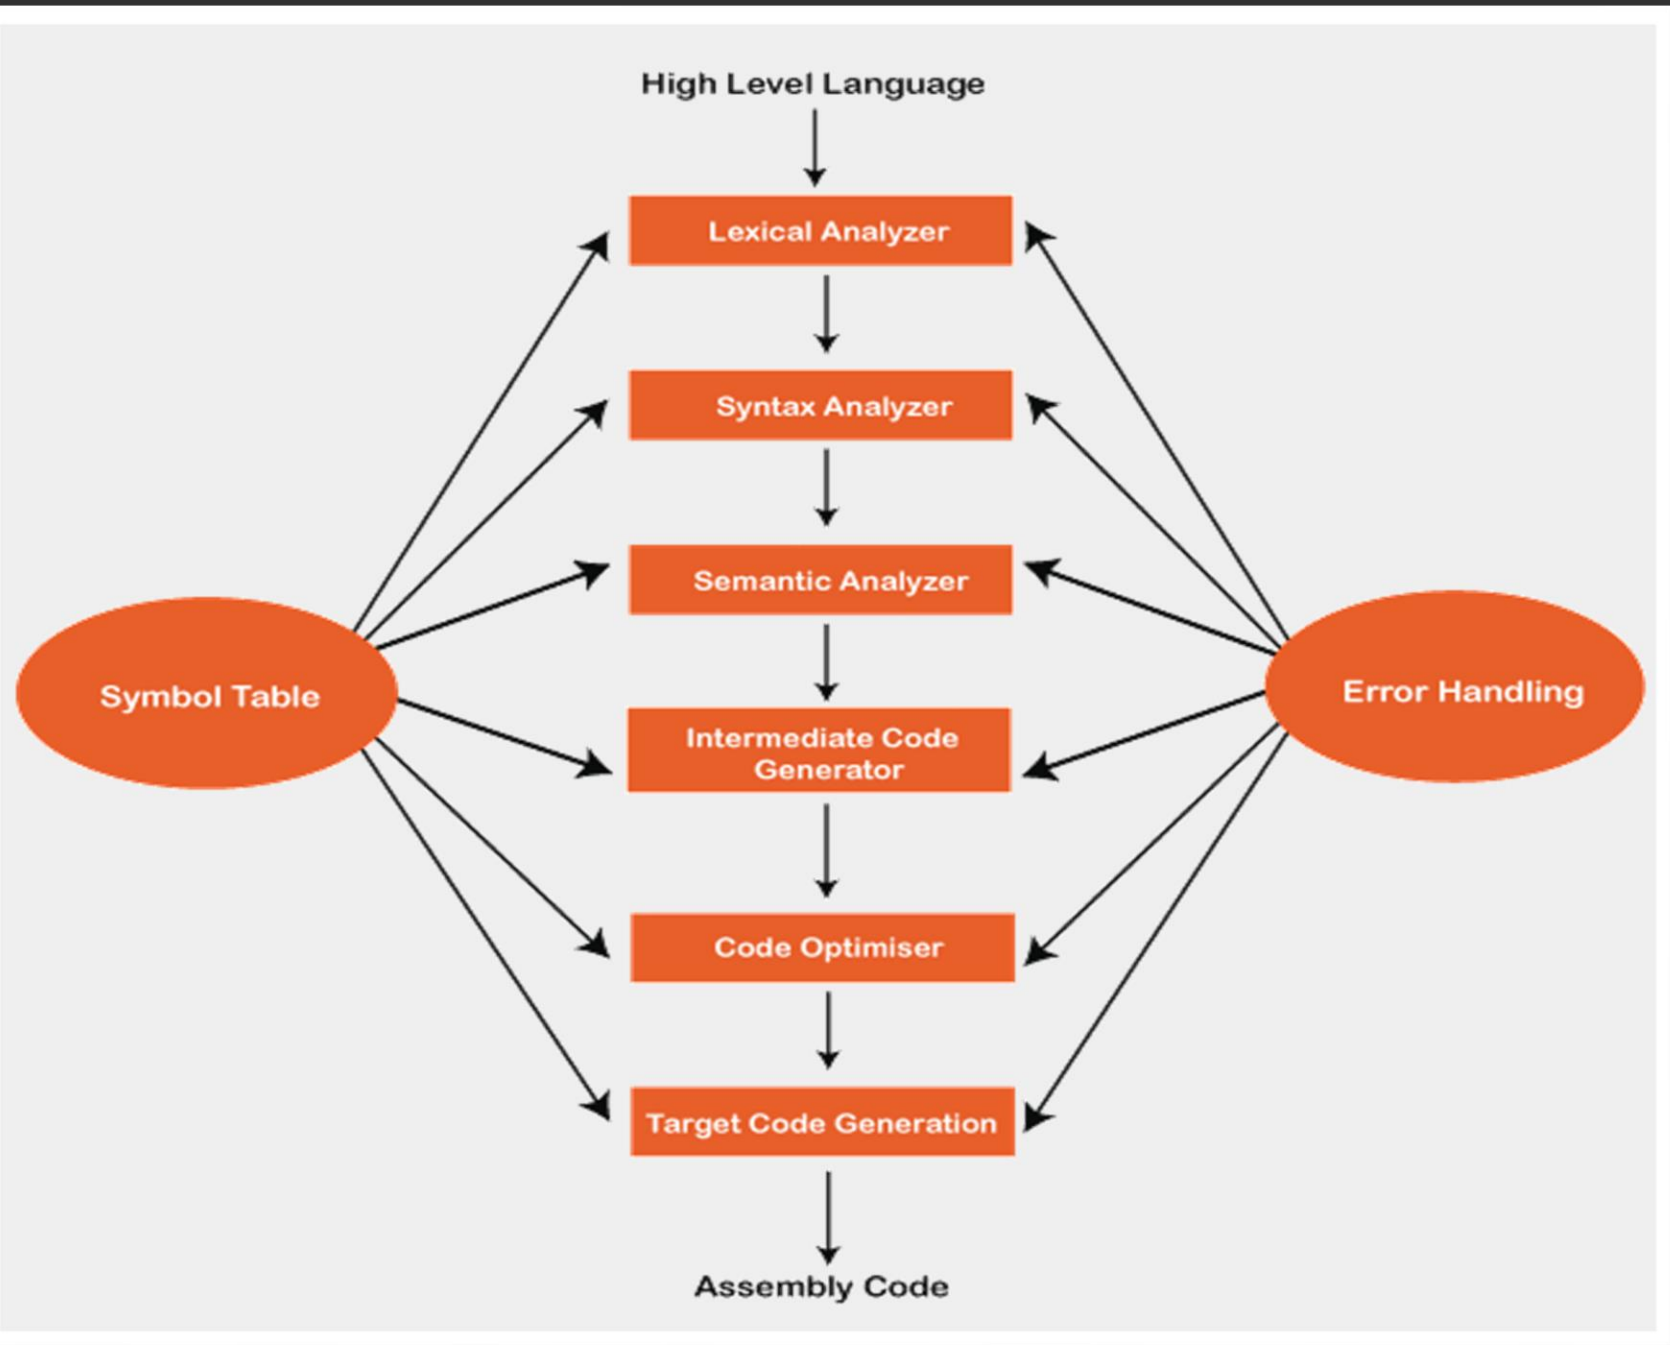 High Level Language
Lexical Analyzer
Syntax Analyzer
Semantic Analyzer
Symbol Table
Error Handling
Intermediate Code
Generator
Code Optimiser
Target Code Generation
Assembly Code